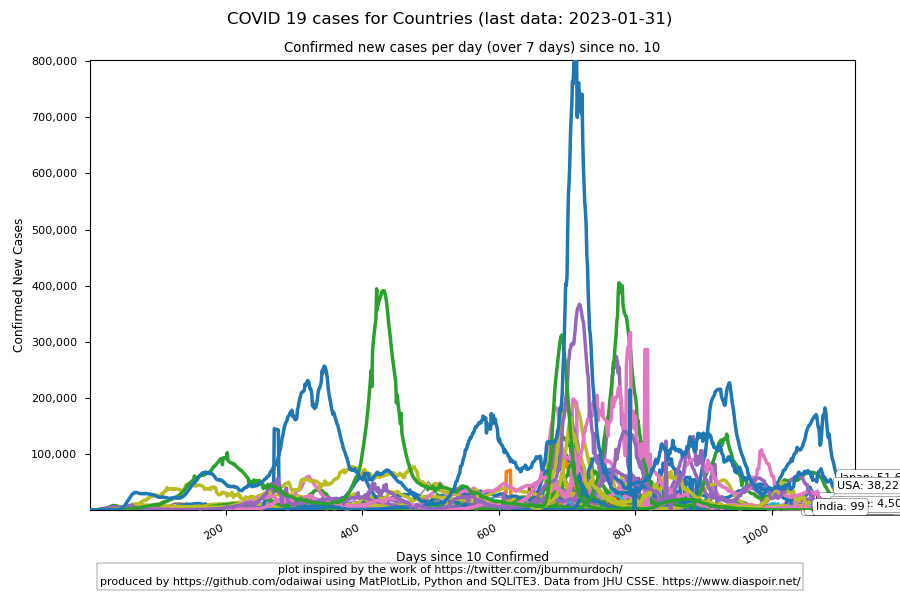 COVID 19 cases for Countries (last data: 2023-01-31)
Confirmed new cases per day (over 7 days) since no. 10
800,000
700,000
600,000
500,000
400,000
300,000
200,000
100,000
Confirmed New Cases
USA: 38,22
India: 99
: 4,50
200
400
600
800
1000
Days since 10 Confirmed
plot inspired by the work of https://twitter.com/jburnmurdoch/
produced by https://github.com/odaiwai using MatPlotLib, Python and SQLITE3. Data from JHU CSSE. https://www.diaspoir.net/